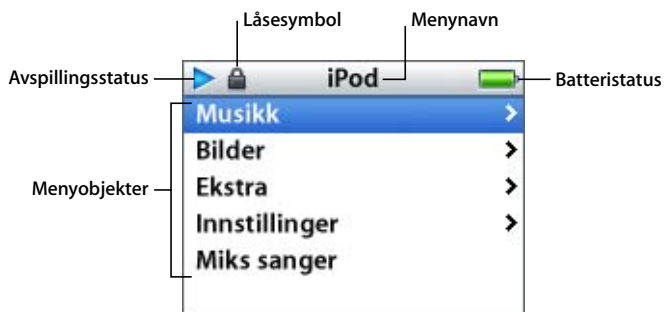 Låsesymbol
Menynavn
Avspillingsstatus
iPod
Batteristatus
Musikk
Bilder
Menyobjekter
Ekstra
Innstillinger
Miks sanger